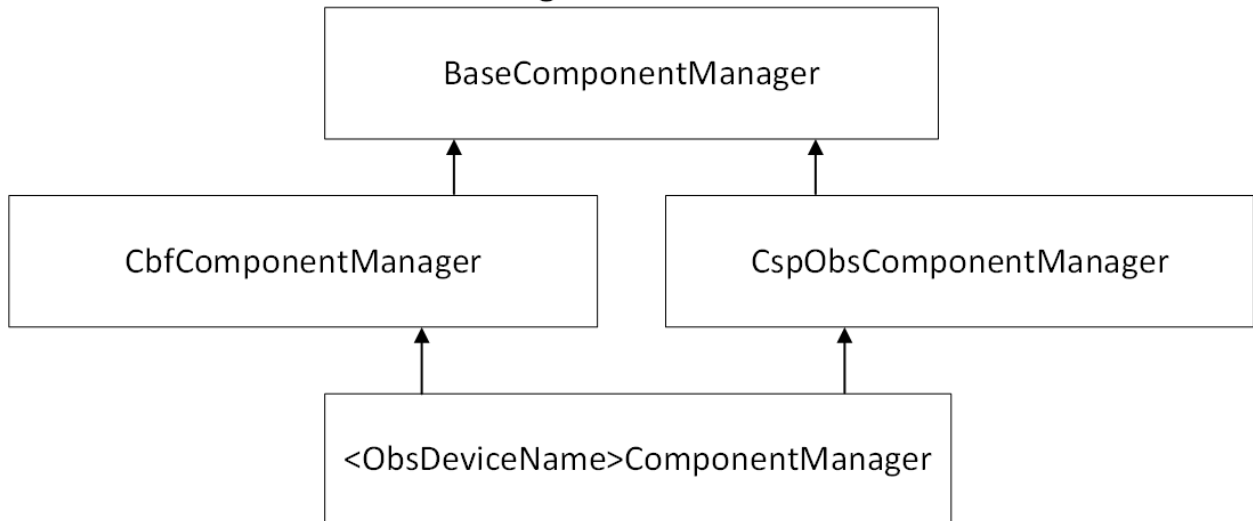 BaseComponentManager
CbfComponentManager
CspObsComponentManager
<ObsDeviceName>ComponentManager